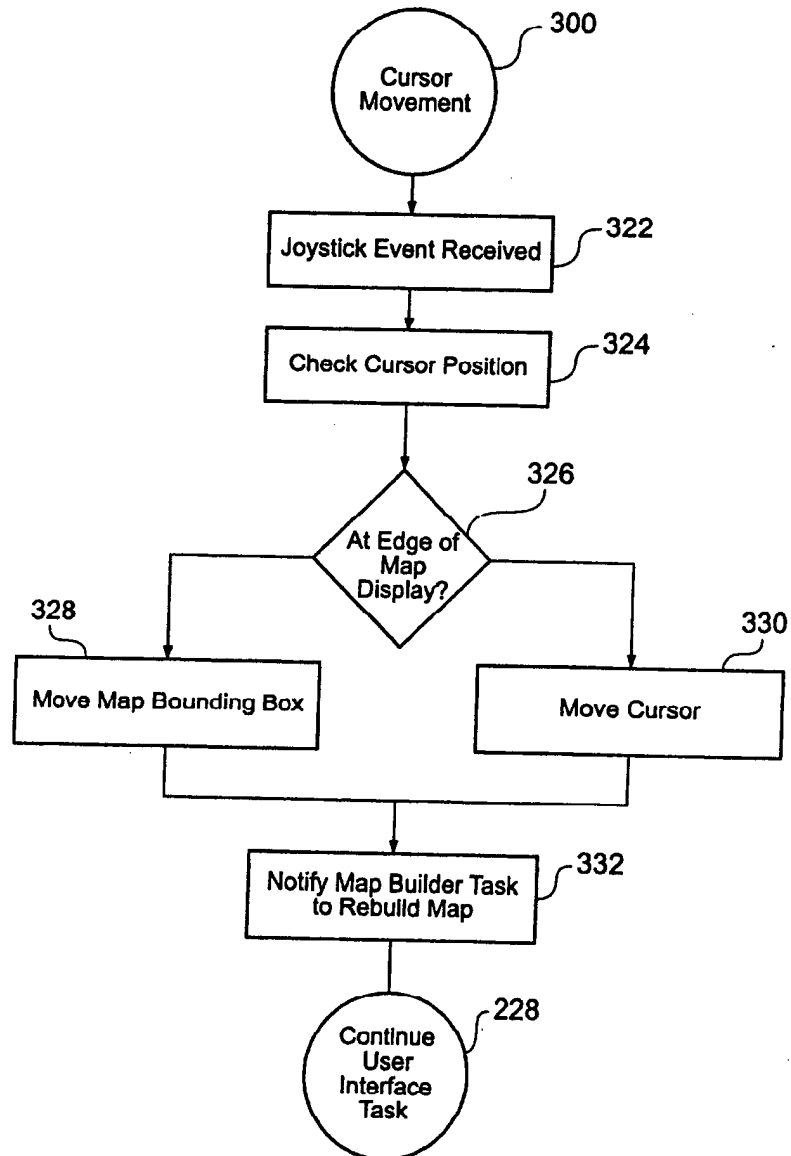 300
Cursor
Movement
322
Joystick Event Received
324
Check Cursor Position
326
At Edge of
Map
Display?
328
Move Map Bounding Box
330
Move Cursor
332
Notify Map Builder Task
to Rebuild Map
228
Continue
User
Interface
Task